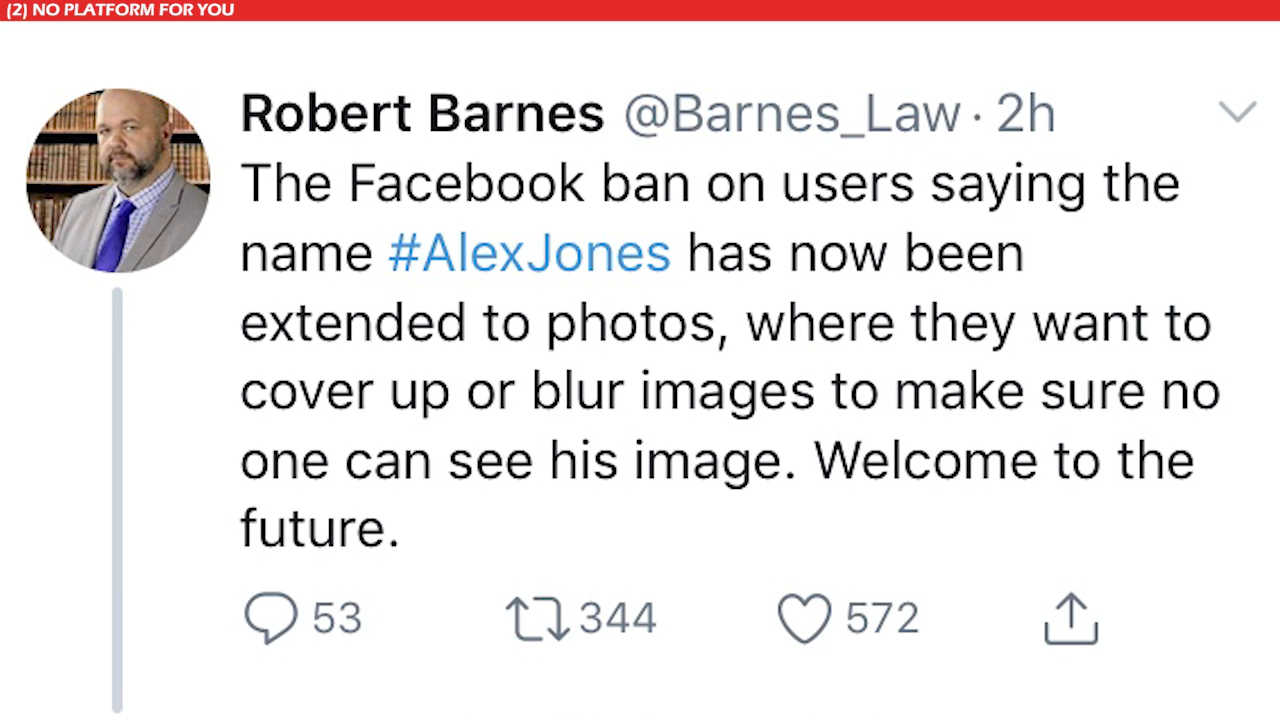 (2) NO PLATFORM FOR YOU
Robert Barnes @Barnes_Law · 2h
The Facebook ban on users saying the
name #AlexJones has now been
extended to photos, where they want to
cover up or blur images to make sure no
one can see his image. Welcome to the
future.
53 344 572